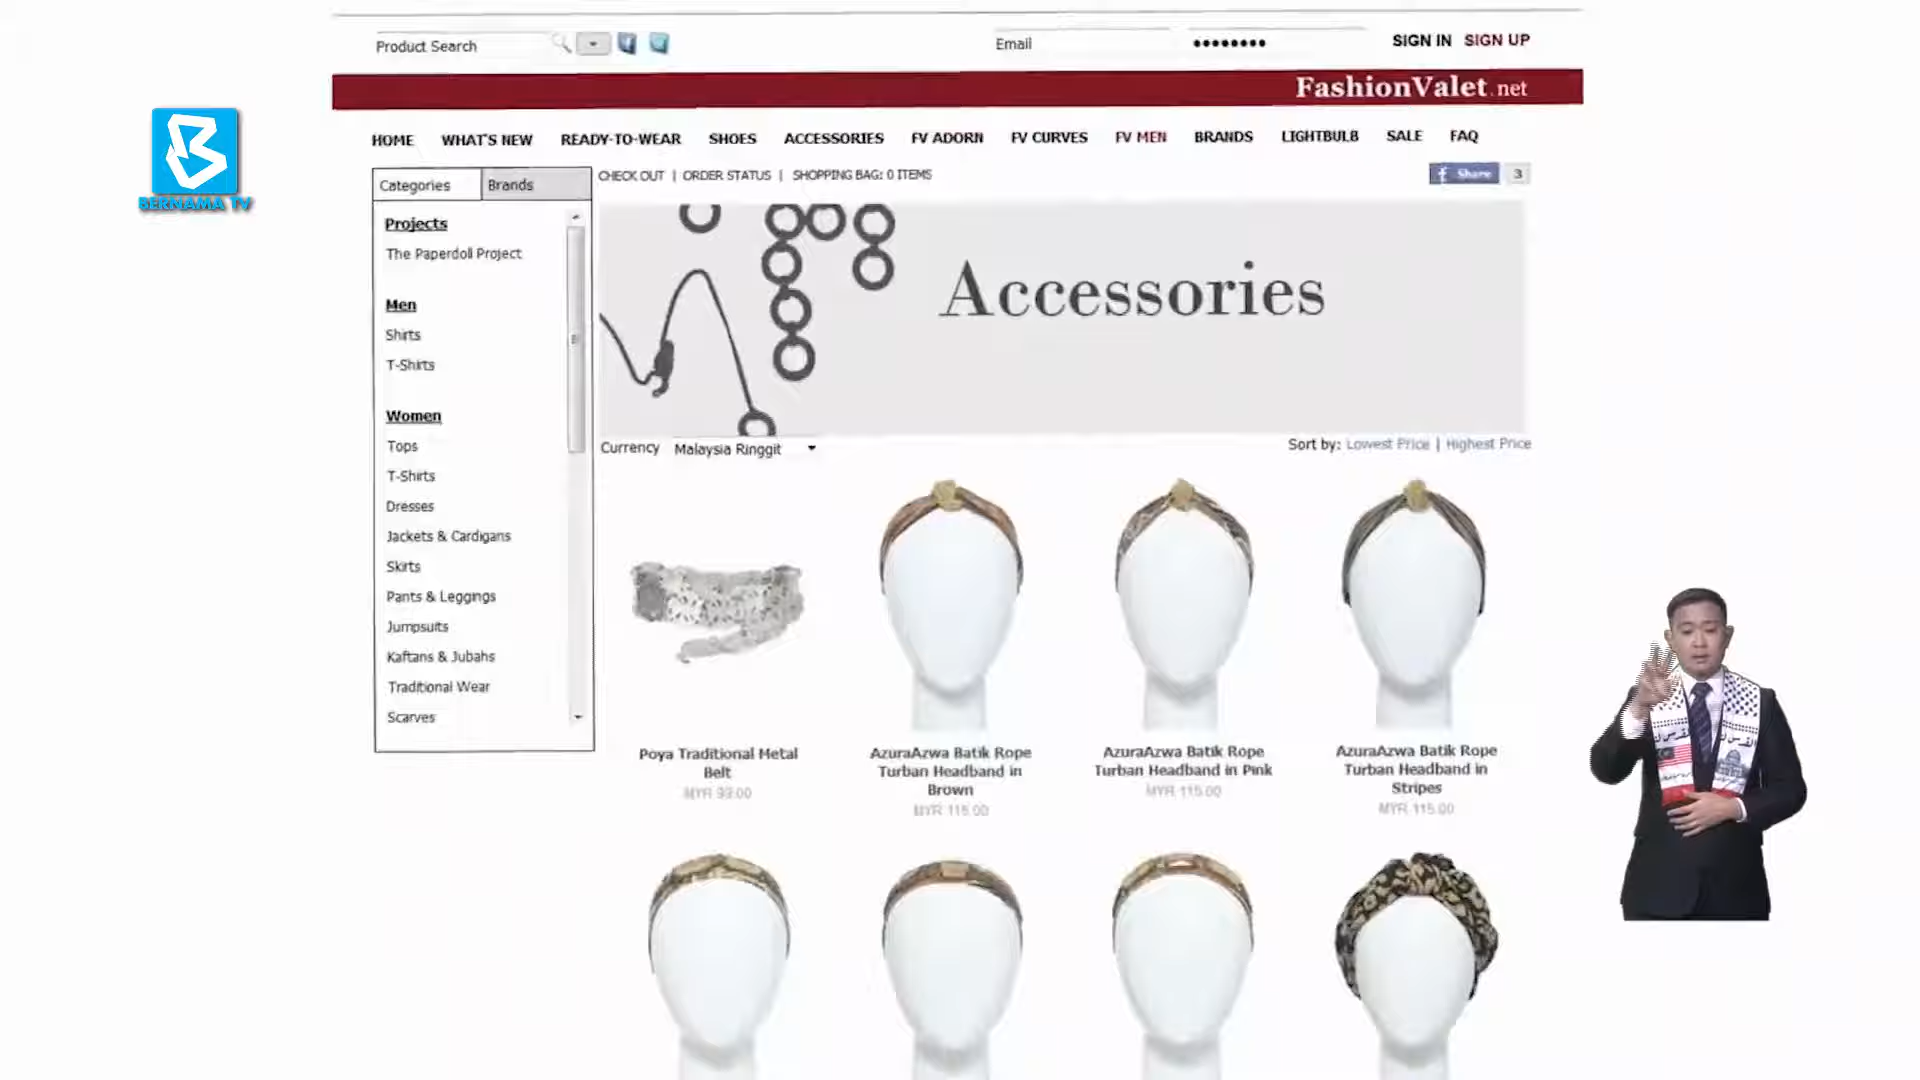 Product Search
Email
SIGN IN SIGN UP
FashionValet.net
BERNAMA TV
HOME WHAT'S NEW READY-TO-WEAR SHOES ACCESSORIES FV ADORN FV CURVES FV MEN BRANDS LIGHTBULB SALE FAQ
Categories Brands
CHECK OUT | ORDER STATUS | SHOPPING BAG: 0 ITEMS
Share 3
Projects
The Paperdoll Project
Men
Shirts
T-Shirts
Women
Tops
T-Shirts
Dresses
Jackets & Cardigans
Skirts
Pants & Leggings
Jumpsuits
Kaftans & Jubahs
Traditional Wear
Scarves
Accessories
Currency Malaysia Ringgit
Sort by: Lowest Price | Highest Price
Poya Traditional Metal
Belt
MYR 99.00
AzuraAzwa Batik Rope
Turban Headband in
Brown
MYR 115.00
AzuraAzwa Batik Rope
Turban Headband in Pink
MYR 115.00
AzuraAzwa Batik Rope
Turban Headband in
Stripes
MYR 115.00